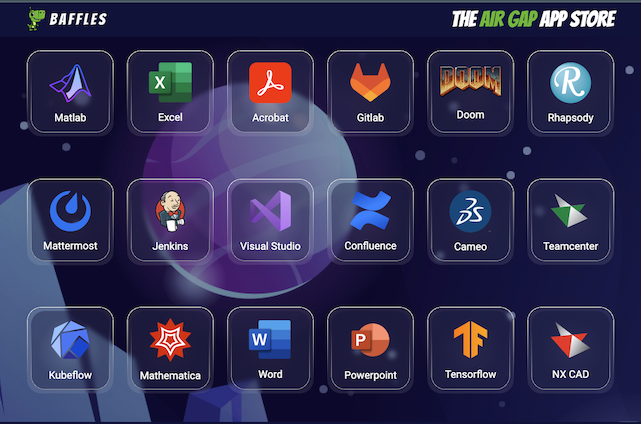 BAFFLES
THE AIR GAP APP STORE
Matlab
Excel
Acrobat
Gitlab
DOOM
Doom
R
Rhapsody
Mattermost
Jenkins
Visual Studio
Confluence
Cameo
Teamcenter
Kubeflow
Mathematica
W
Word
P
Powerpoint
Tensorflow
NX CAD
X